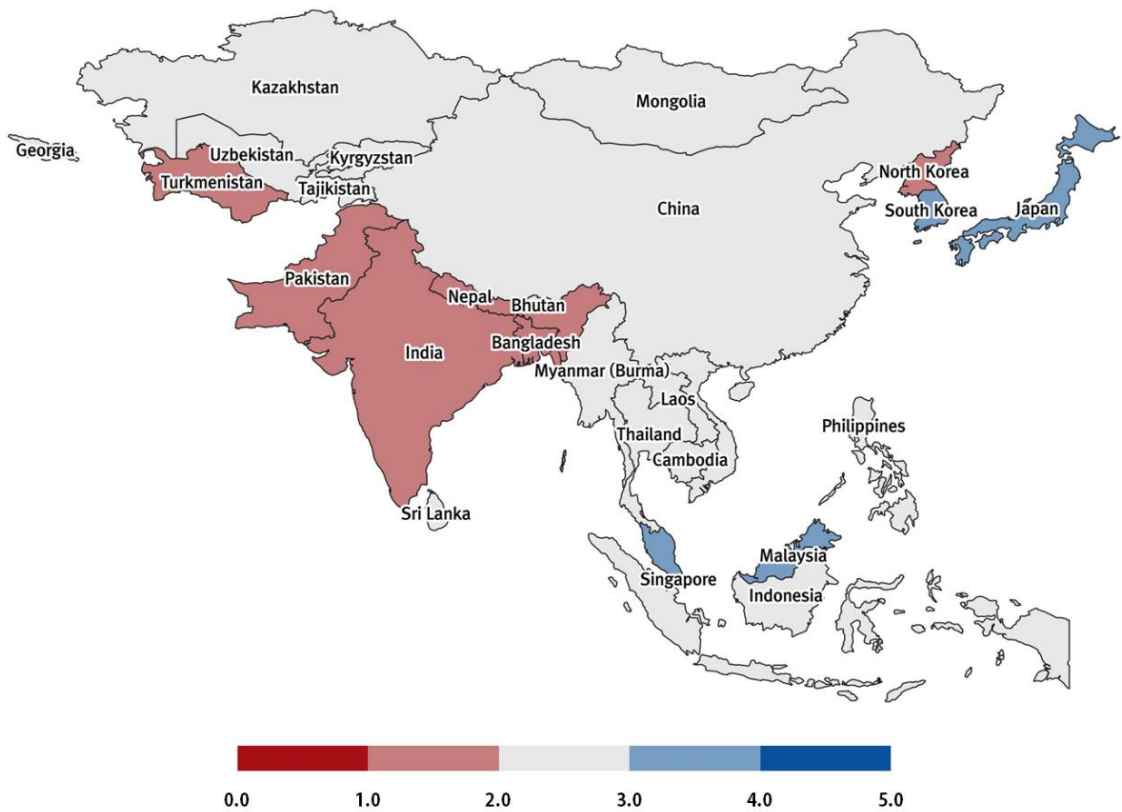 Kazakhstan
Mongolia
Georgia
Uzbekistan
Kyrgyzstan
Turkmenistan
Tajikistan
North Korea
South Korea
Japan
China
Pakistan
Nepal
Bhutan
India
Bangladesh
Myanmar (Burma)
Laos
Thailand
Philippines
Cambodia
Sri Lanka
Malaysia
Singapore
Indonesia
0.0 1.0 2.0 3.0 4.0 5.0